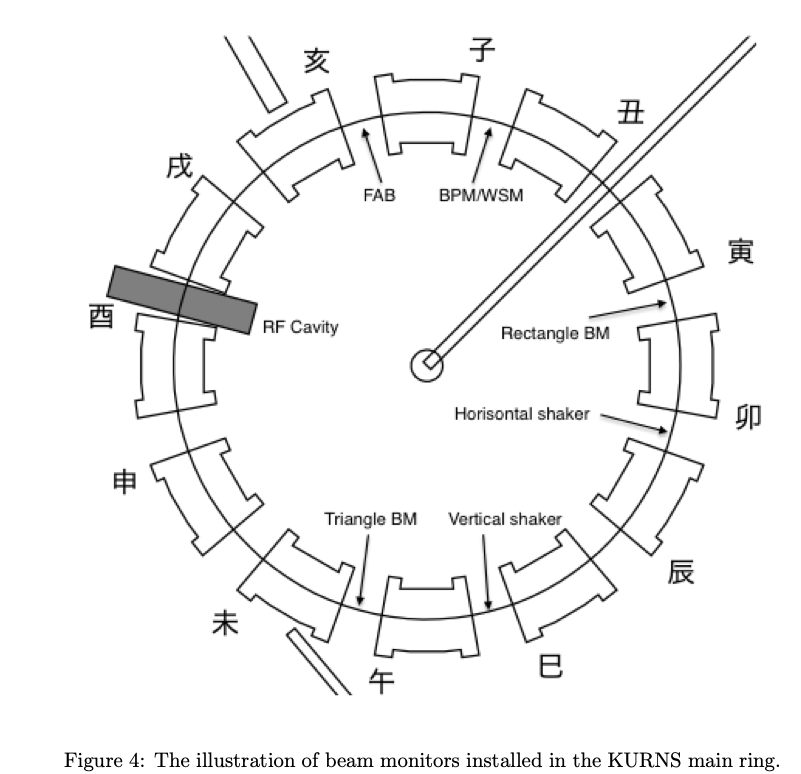 子
亥
丑
戌
FAB
BPM/WSM
寅
酉
RF Cavity
Rectangle BM
Horisontal shaker
卯
申
Triangle BM
Vertical shaker
辰
未
巳
午
Figure 4: The illustration of beam monitors installed in the KURNS main ring.